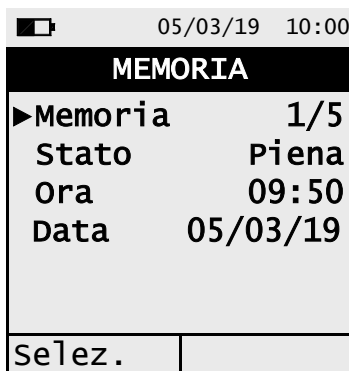 05/03/19 10:00
MEMORIA
►Memoria 1/5
Stato Piena
Ora 09:50
Data 05/03/19
Selez.